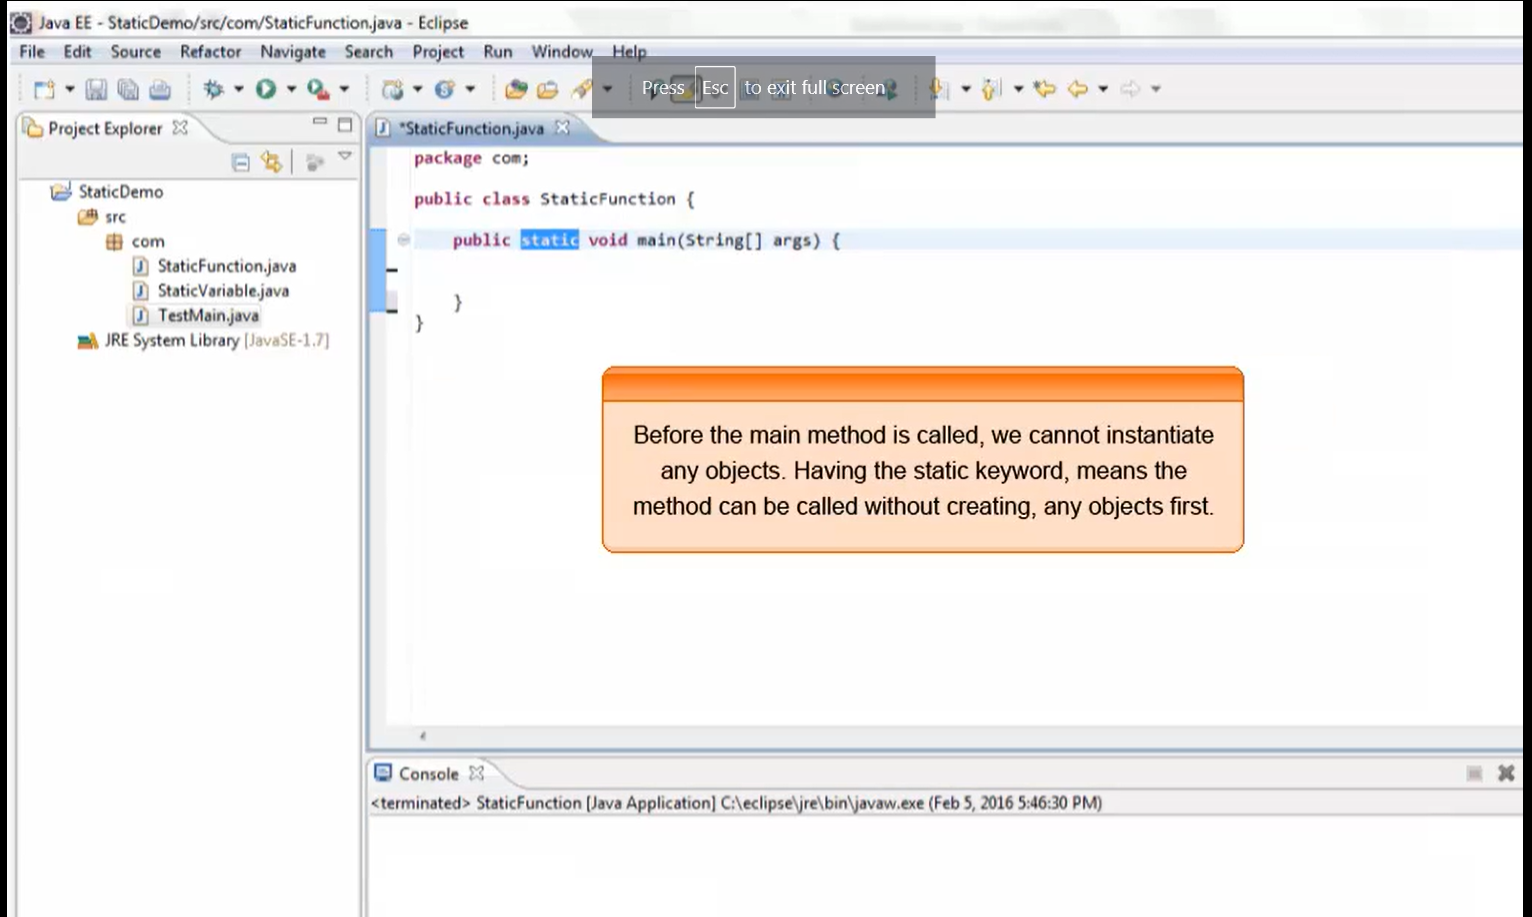 Java EE - StaticDemo/src/com/StaticFunction.java - Eclipse
File Edit Source Refactor Navigate Search Project Run Window Help
Press Esc to exit full screen
Project Explorer
*StaticFunction.java
StaticDemo
src
com
StaticFunction.java
StaticVariable.java
TestMain.java
JRE System Library [JavaSE-1.7]
package com;
public class StaticFunction {
public static void main(String[] args) {
}
}
Before the main method is called, we cannot instantiate
any objects. Having the static keyword, means the
method can be called without creating, any objects first.
Console
<terminated> StaticFunction [Java Application] C:\eclipse\jre\bin\javaw.exe (Feb 5, 2016 5:46:30 PM)